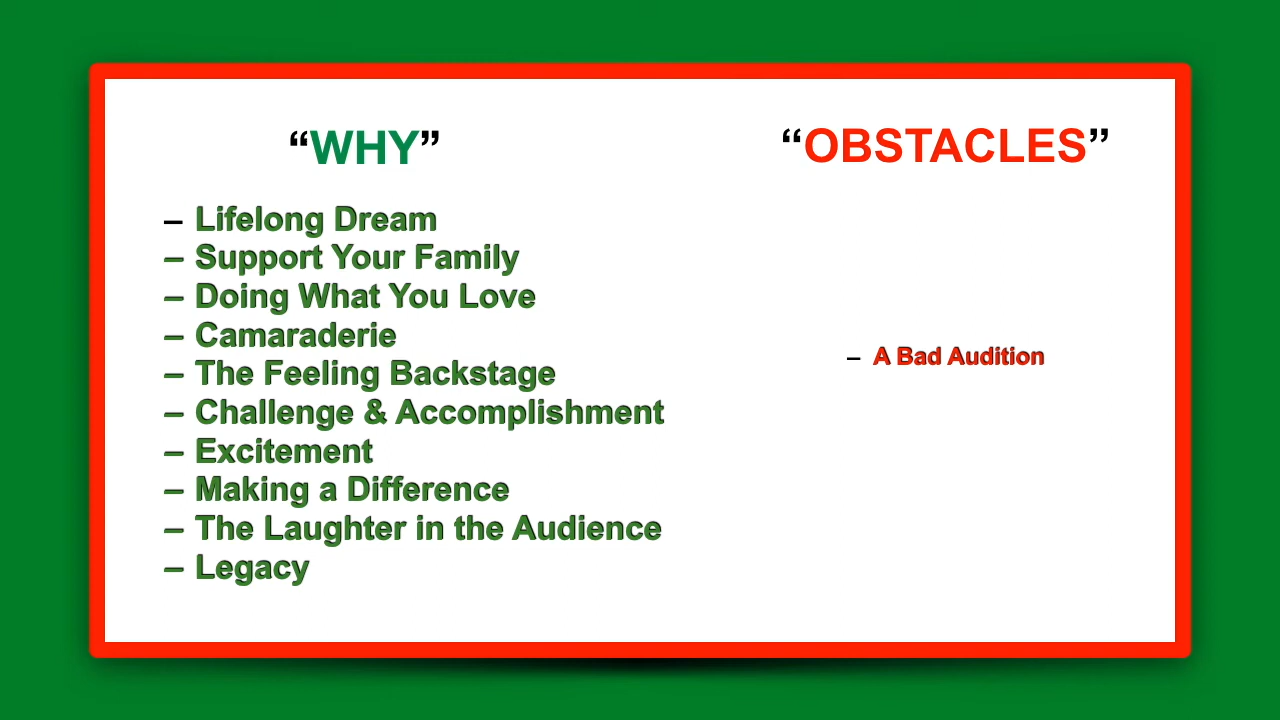 “WHY”
– Lifelong Dream
– Support Your Family
– Doing What You Love
– Camaraderie
– The Feeling Backstage
– Challenge & Accomplishment
– Excitement
– Making a Difference
– The Laughter in the Audience
– Legacy
“OBSTACLES”
– A Bad Audition